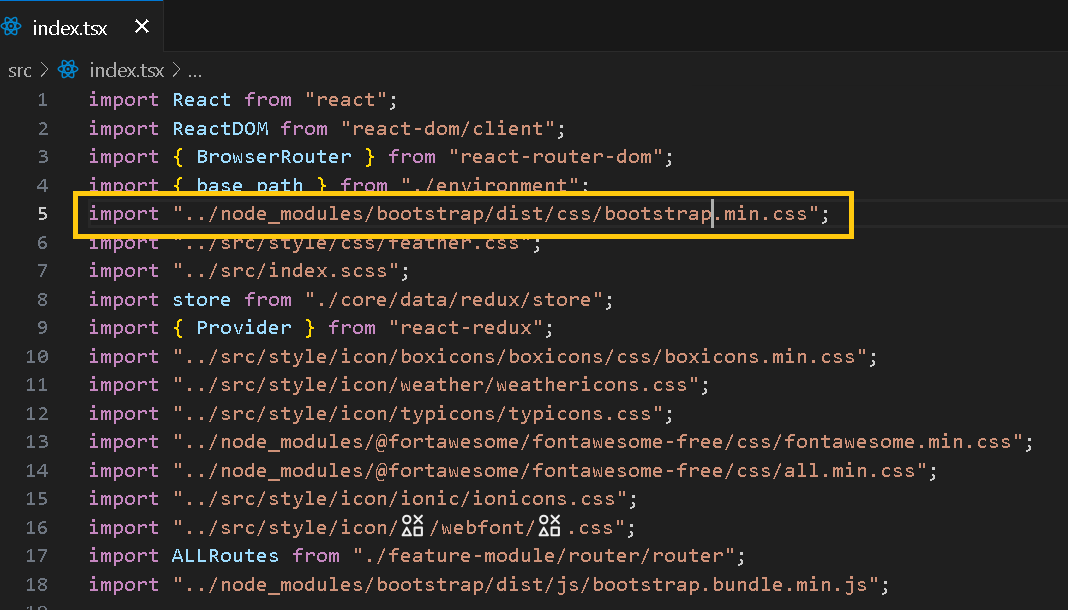 index.tsx
src > index.tsx > ...
1 import React from "react";
2 import ReactDOM from "react-dom/client";
3 import { BrowserRouter } from "react-router-dom";
4 import { base_path } from "./environment";
5 import "../node_modules/bootstrap/dist/css/bootstrap.min.css";
6 import "../src/style/css/feather.css";
7 import "../src/index.scss";
8 import store from "./core/data/redux/store";
9 import { Provider } from "react-redux";
10 import "../src/style/icon/boxicons/boxicons/css/boxicons.min.css";
11 import "../src/style/icon/weather/weathericons.css";
12 import "../src/style/icon/typicons/typicons.css";
13 import "../node_modules/@fortawesome/fontawesome-free/css/fontawesome.min.css";
14 import "../node_modules/@fortawesome/fontawesome-free/css/all.min.css";
15 import "../src/style/icon/ionic/ionicons.css";
16 import "../src/style/icon//webfont/.css";
17 import ALLRoutes from "./feature-module/router/router";
18 import "../node_modules/bootstrap/dist/js/bootstrap.bundle.min.js";